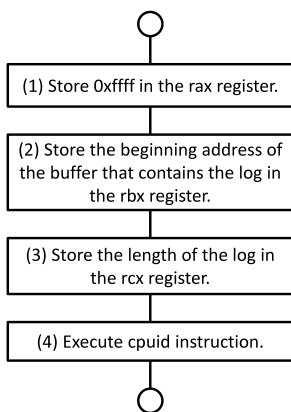 (1) Store 0xffff in the rax register.
(2) Store the beginning address of
the buffer that contains the log in
the rbx register.
(3) Store the length of the log in
the rcx register.
(4) Execute cpuid instruction.